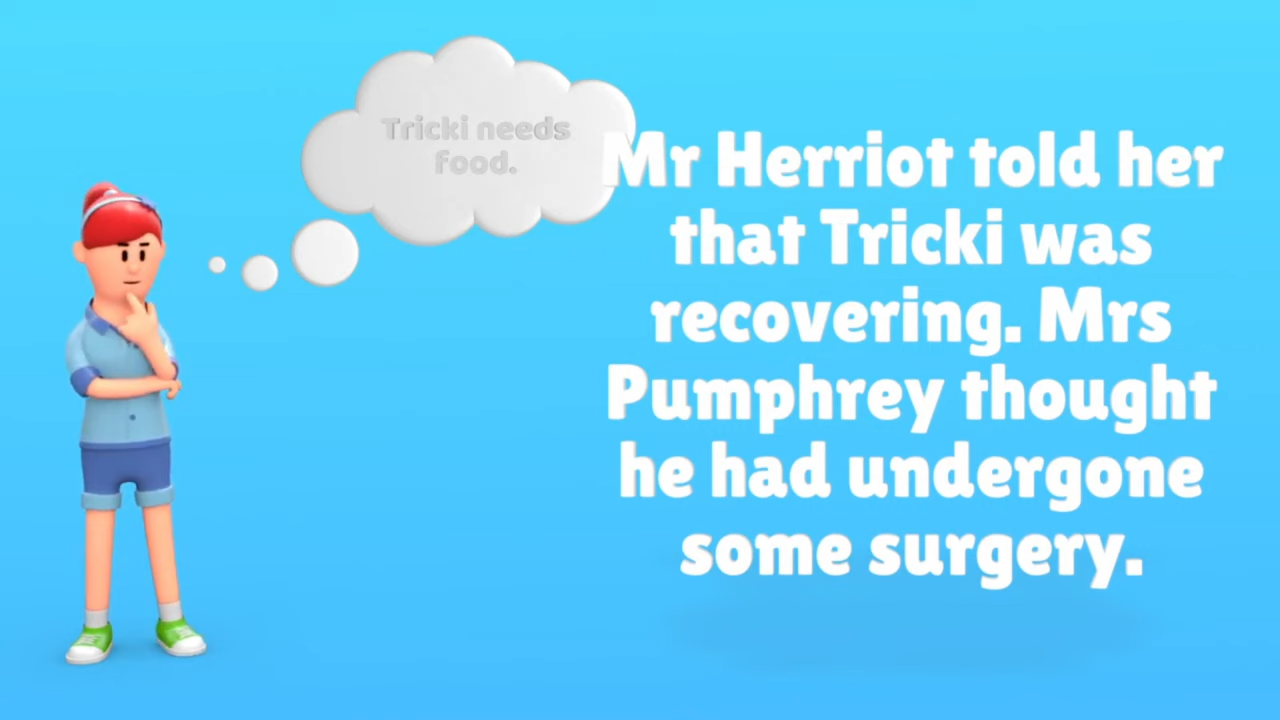 Tricki needs
food.
Mr Herriot told her
that Tricki was
recovering. Mrs
Pumphrey thought
he had undergone
some surgery.